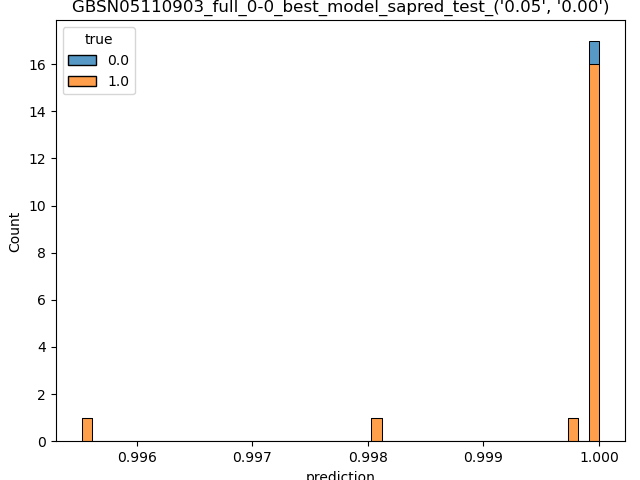 GBSN05110903_full_0-0_best_model_sapred_test_('0.05', '0.00')
true
0.0
1.0
16
14
12
10
8
6
4
2
0
Count
0.996 0.997 0.998 0.999 1.000
prediction